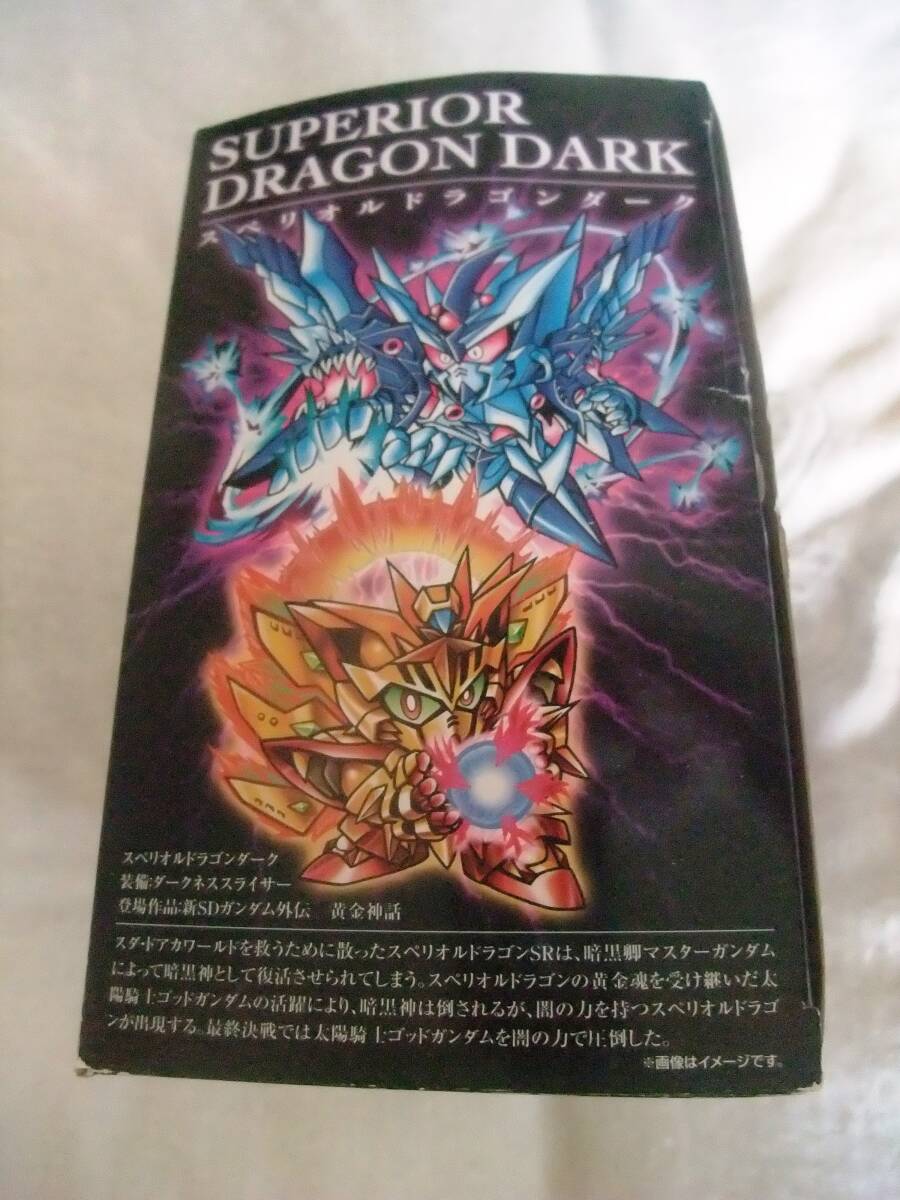 SUPERIOR
DRAGON DARK
スペリオルドラゴンダーク
スペリオルドラゴンダーク
装備:ダークネススライサー
登場作品:新SDガンダム外伝　黄金神話
スダ・ドアカワールドを救うために散ったスペリオルドラゴンSRは、暗黒卿マスターガンダム
によって暗黒神として復活させられてしまう。スペリオルドラゴンの黄金魂を受け継いだ太
陽騎士ゴッドガンダムの活躍により、暗黒神は倒されるが、闇の力を持つスペリオルドラゴ
ンが出現する。最終決戦では太陽騎士ゴッドガンダムを闇の力で圧倒した。
※画像はイメージです。